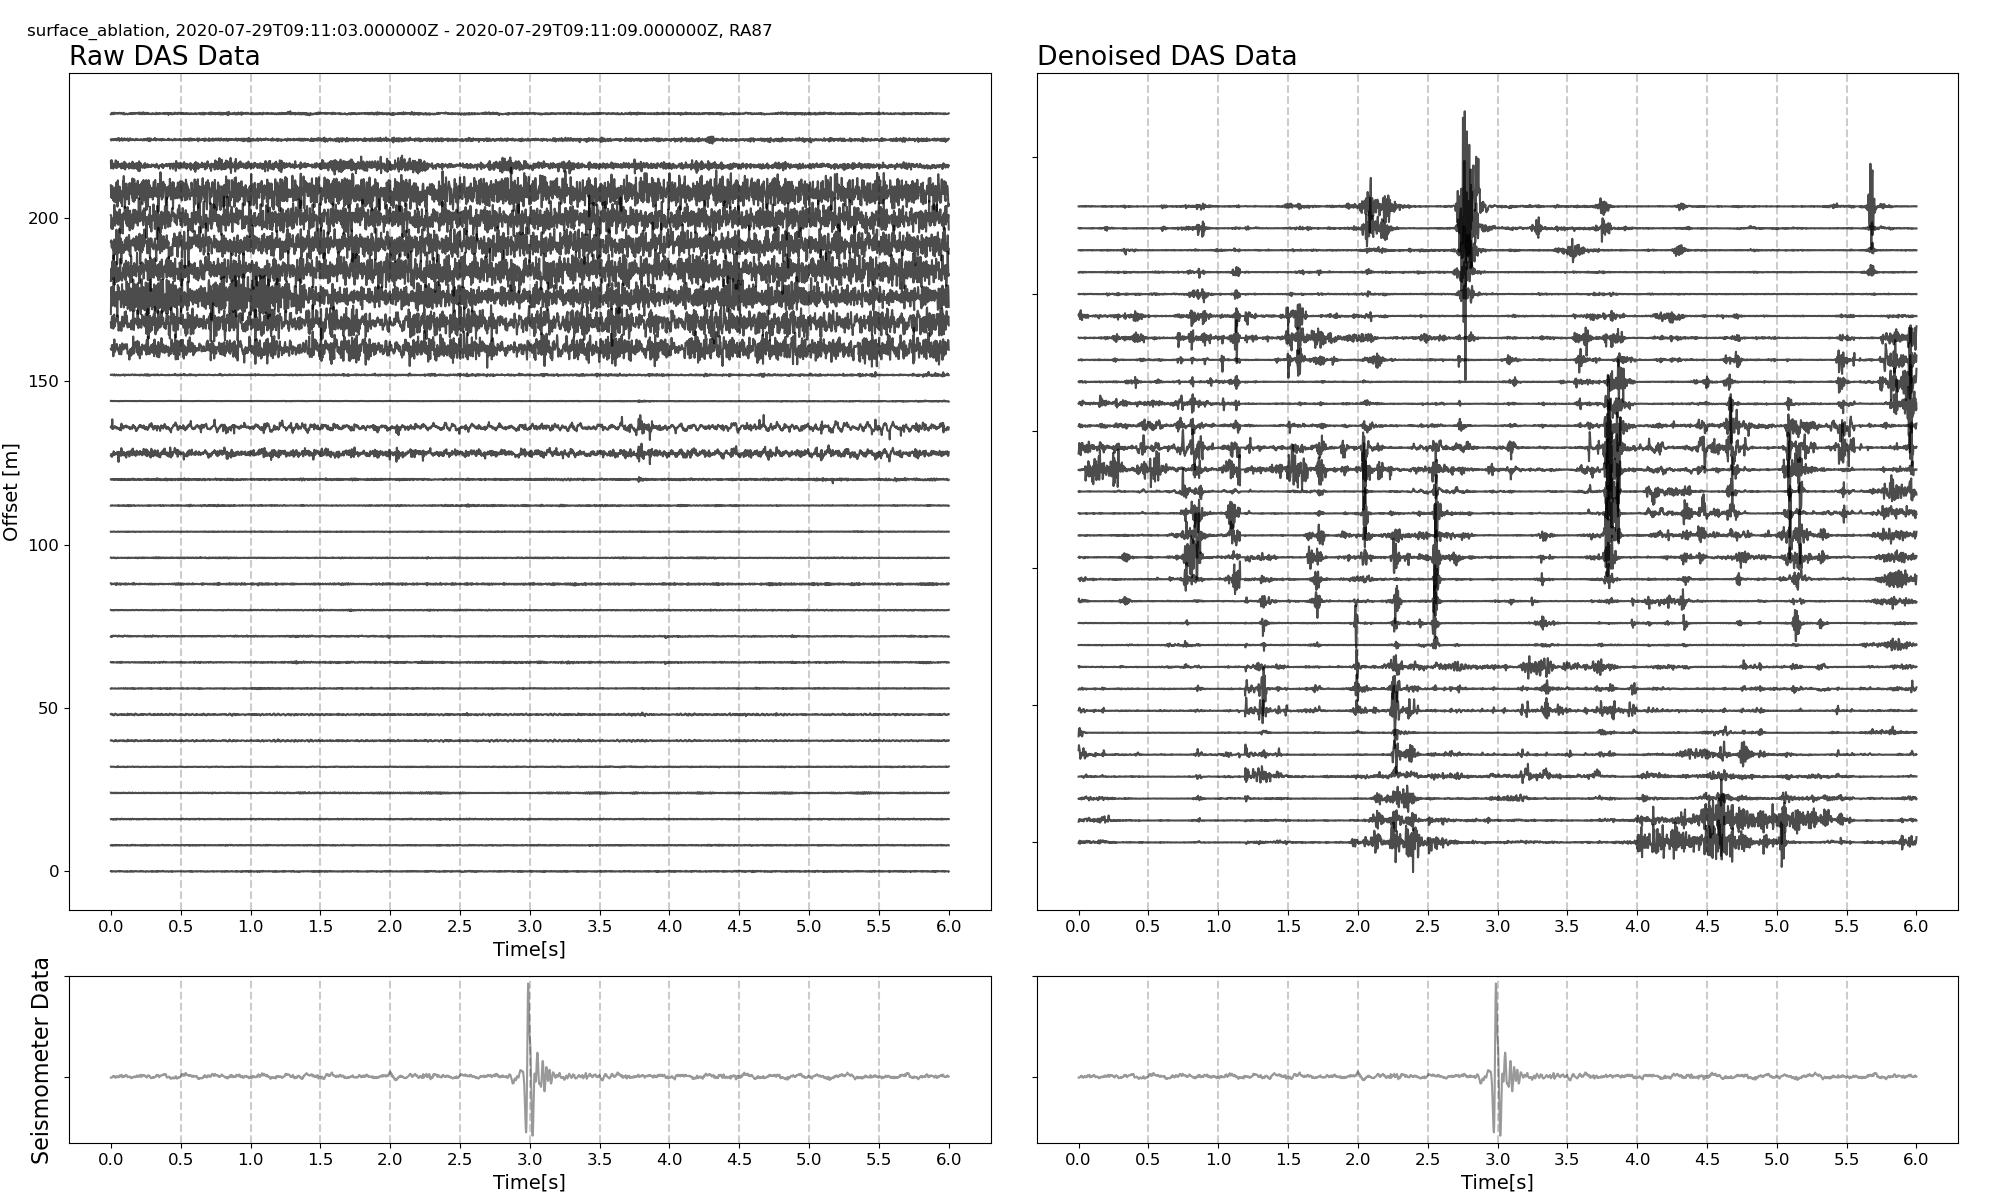 surface_ablation, 2020-07-29T09:11:03.000000Z - 2020-07-29T09:11:09.000000Z, RA87
Raw DAS Data
Denoised DAS Data
Offset [m]
200
150
100
50
0
0.0 0.5 1.0 1.5 2.0 2.5 3.0 3.5 4.0 4.5 5.0 5.5 6.0
Time[s]
0.0 0.5 1.0 1.5 2.0 2.5 3.0 3.5 4.0 4.5 5.0 5.5 6.0
Seismometer Data
0.0 0.5 1.0 1.5 2.0 2.5 3.0 3.5 4.0 4.5 5.0 5.5 6.0
Time[s]
0.0 0.5 1.0 1.5 2.0 2.5 3.0 3.5 4.0 4.5 5.0 5.5 6.0
Time[s]